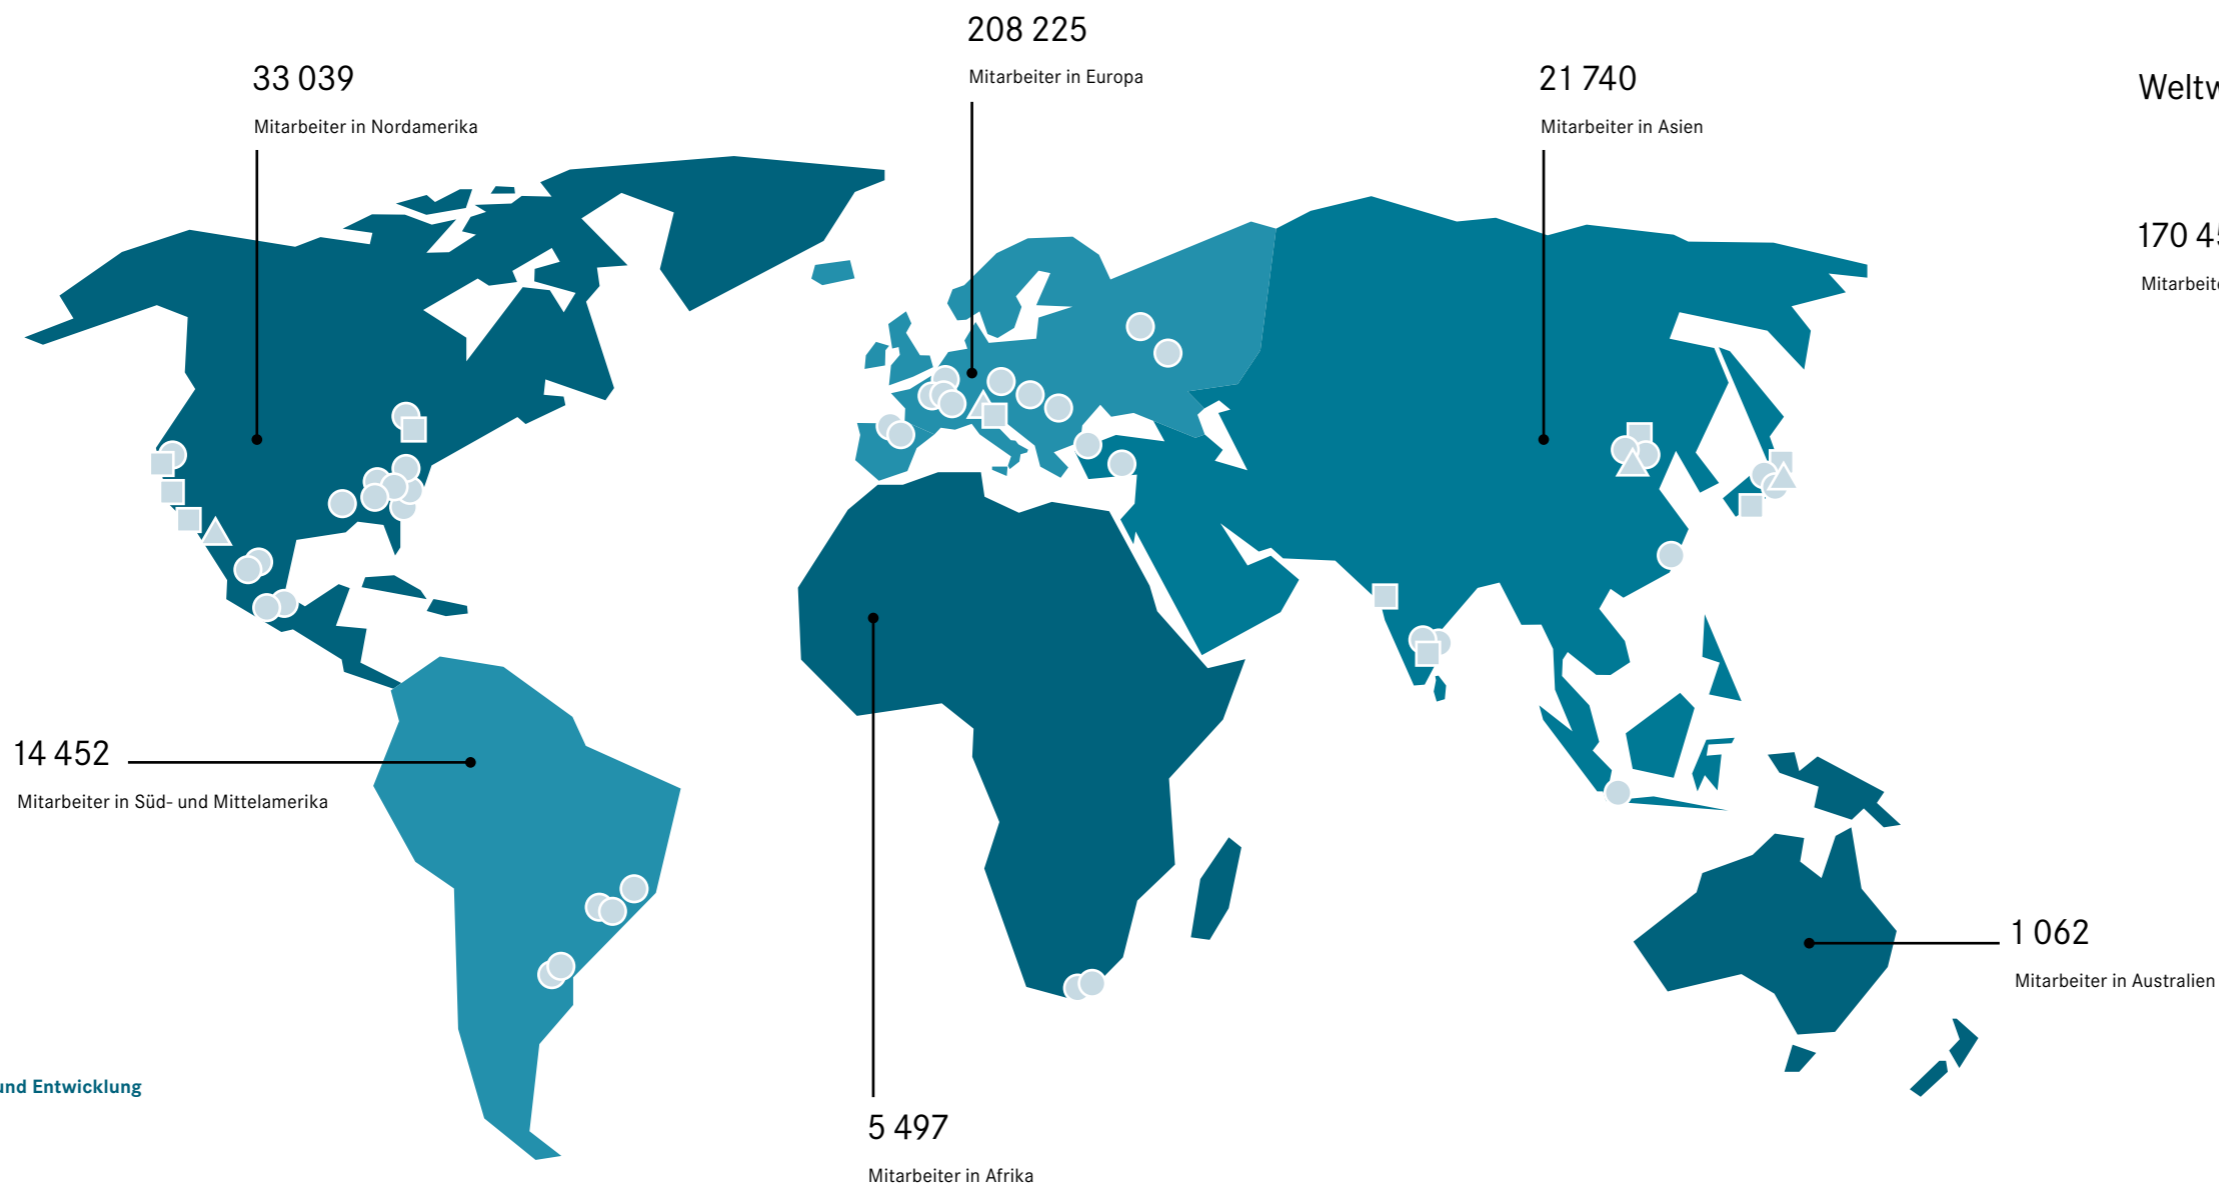 208 225
Mitarbeiter in Europa
33 039
Mitarbeiter in Nordamerika
21 740
Mitarbeiter in Asien
14 452
Mitarbeiter in Süd- und Mittelamerika
1 062
Mitarbeiter in Australien
und Entwicklung
5 497
Mitarbeiter in Afrika